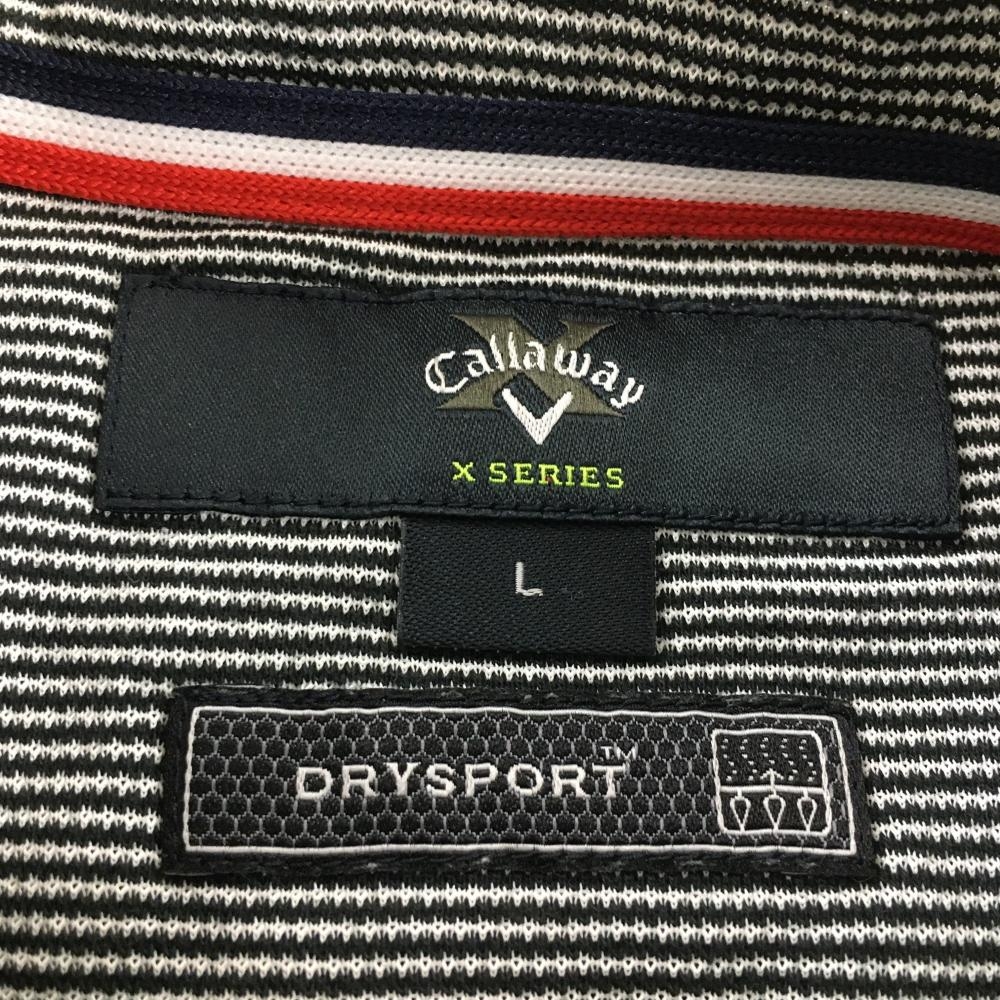 Callaway
X SERIES
L
DRYSPORT™